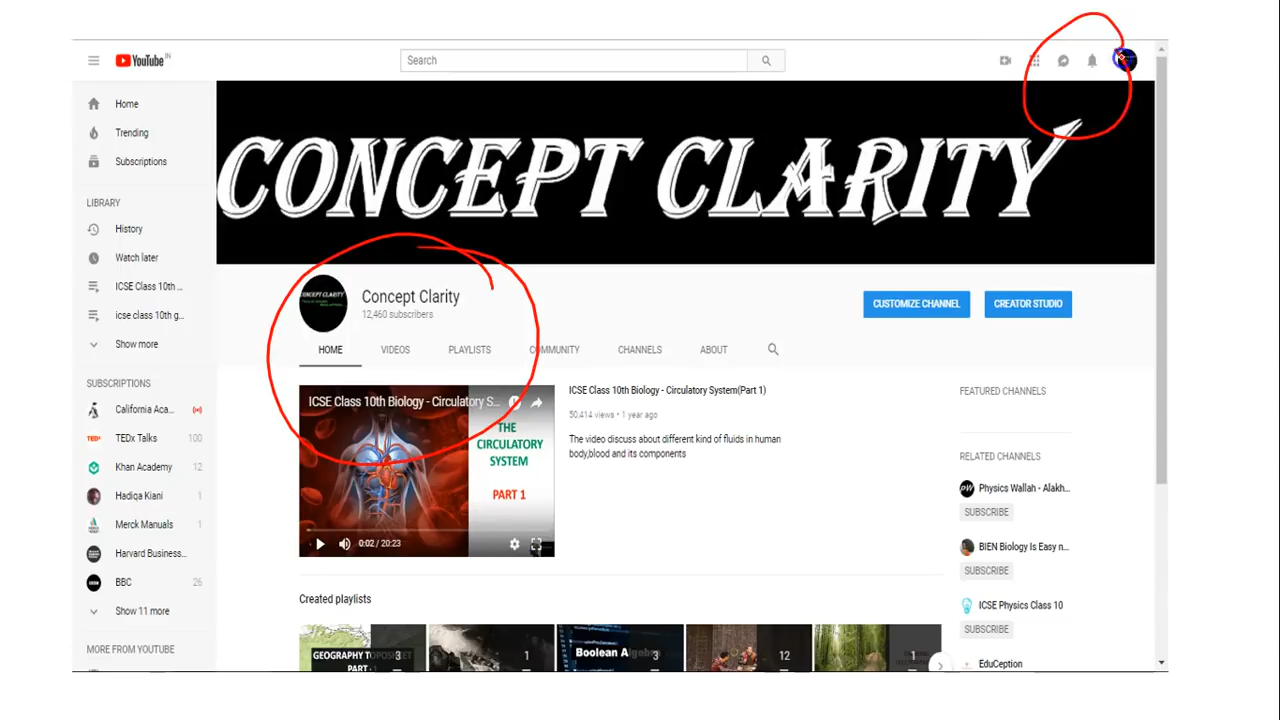 YouTube IN
Search
Home
Trending
Subscriptions
LIBRARY
History
Watch later
ICSE Class 10th ...
icse class 10th g...
Show more
SUBSCRIPTIONS
California Aca...
TEDx Talks 100
Khan Academy 12
Hadiqa Kiani 1
Merck Manuals 1
Harvard Business...
BBC 26
Show 11 more
MORE FROM YOUTUBE
CONCEPT CLARITY
CONCEPT CLARITY
Concept Clarity
12,460 subscribers
CUSTOMIZE CHANNEL
CREATOR STUDIO
HOME VIDEOS PLAYLISTS COMMUNITY CHANNELS ABOUT
ICSE Class 10th Biology - Circulatory S...
THE
CIRCULATORY
SYSTEM
PART 1
0:02 / 20:23
ICSE Class 10th Biology - Circulatory System(Part 1)
50,414 views • 1 year ago
The video discuss about different kind of fluids in human
body,blood and its components
FEATURED CHANNELS
RELATED CHANNELS
PW Physics Wallah - Alakh...
SUBSCRIBE
BIEN Biology Is Easy n...
SUBSCRIBE
ICSE Physics Class 10
SUBSCRIBE
EduCeption
Created playlists
GEOGRAPHY TOPOSHEET
PART - 1
3
1
Boolean Algebra
3
12
1